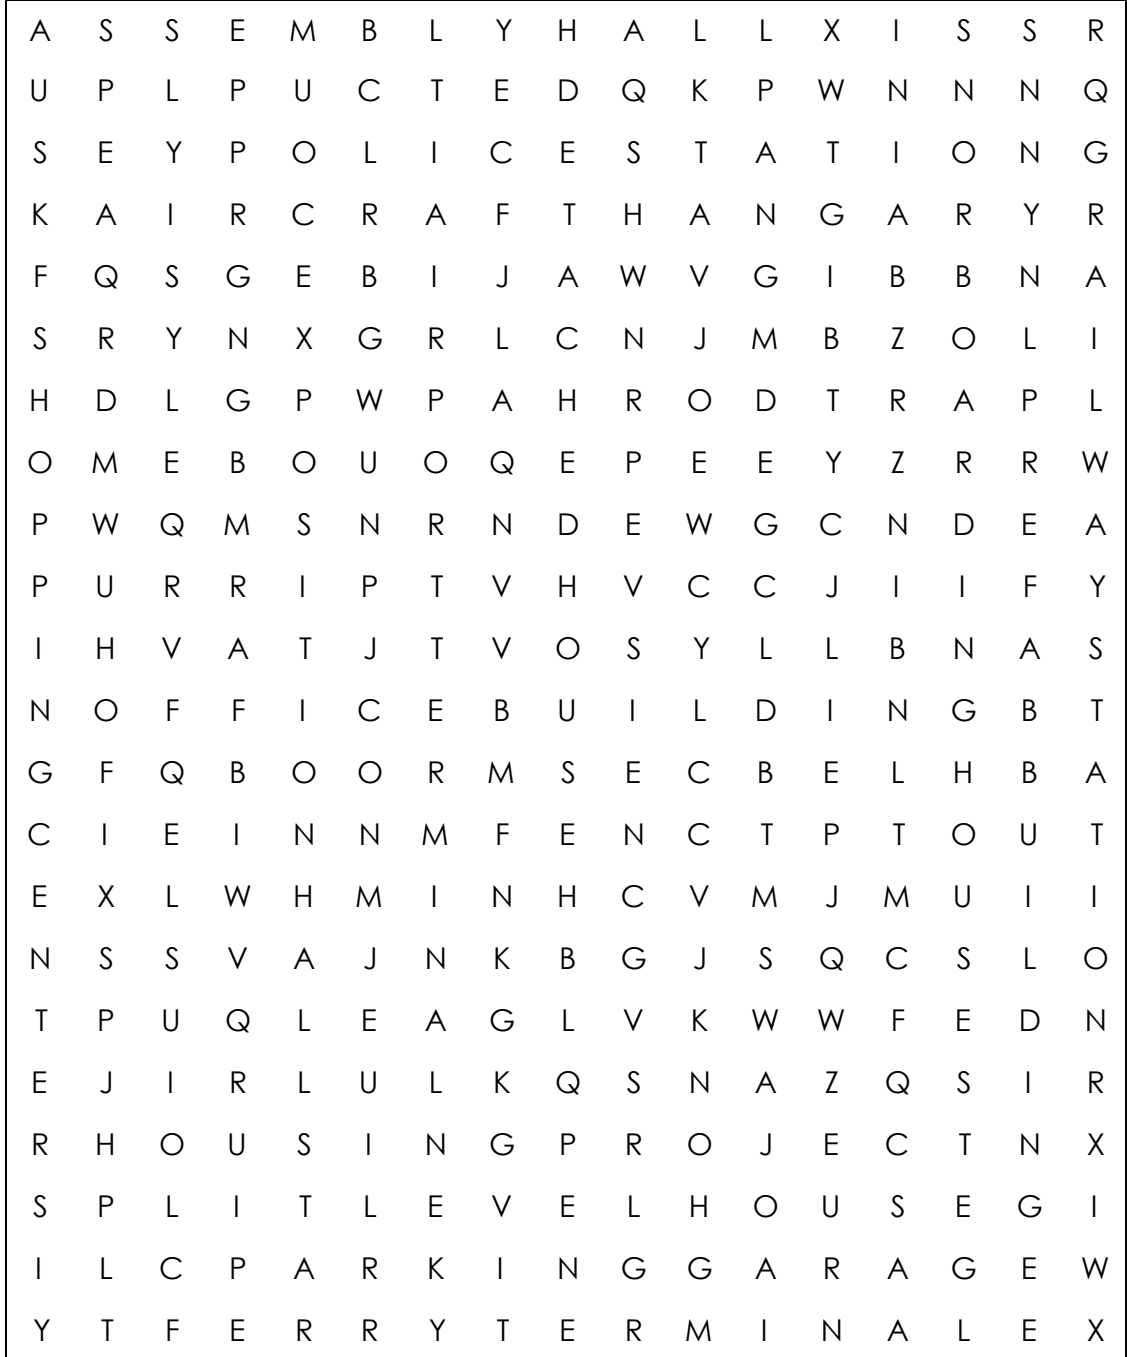 A S S E M B L Y H A L L X I S S R
U P L P U C T E D Q K P W N N N Q
S E Y P O L I C E S T A T I O N G
K A I R C R A F T H A N G A R Y R
F Q S G E B I J A W V G I B B N A
S R Y N X G R L C N J M B Z O L I
H D L G P W P A H R O D T R A P L
O M E B O U O Q E P E E Y Z R R W
P W Q M S N R N D E W G C N D E A
P U R R I P T V H V C C J I I F Y
I H V A T J T V O S Y L L B N A S
N O F F I C E B U I L D I N G B T
G F Q B O O R M S E C B E L H B A
C I E I N N M F E N C T P T O U T
E X L W H M I N H C V M J M U I I
N S S V A J N K B G J S Q C S L O
T P U Q L E A G L V K W W F E D N
E J I R L U L K Q S N A Z Q S I R
R H O U S I N G P R O J E C T N X
S P L I T L E V E L H O U S E G I
I L C P A R K I N G G A R A G E W
Y T F E R R Y T E R M I N A L E X